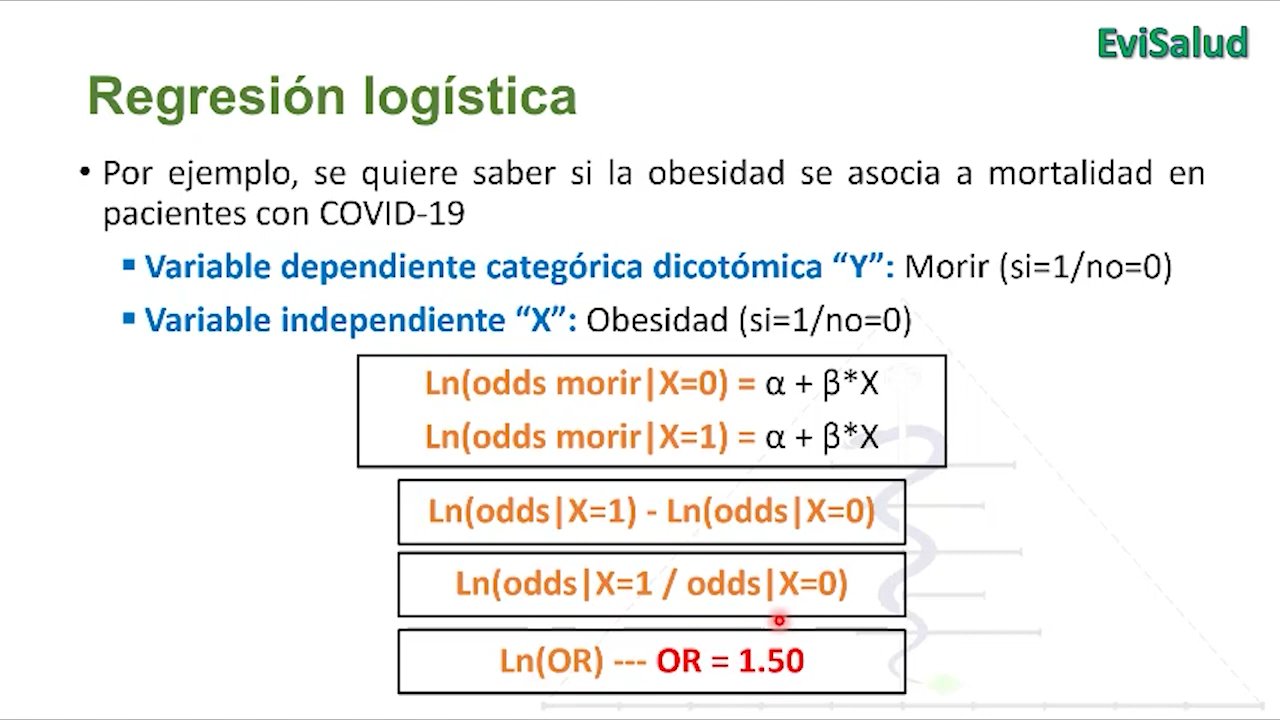 EviSalud
Regresión logística
• Por ejemplo, se quiere saber si la obesidad se asocia a mortalidad en
pacientes con COVID-19
▪ Variable dependiente categórica dicotómica “Y”: Morir (si=1/no=0)
▪ Variable independiente “X”: Obesidad (si=1/no=0)
Ln(odds morir|X=0) = α + β*X
Ln(odds morir|X=1) = α + β*X
Ln(odds|X=1) - Ln(odds|X=0)
Ln(odds|X=1 / odds|X=0)
Ln(OR) --- OR = 1.50